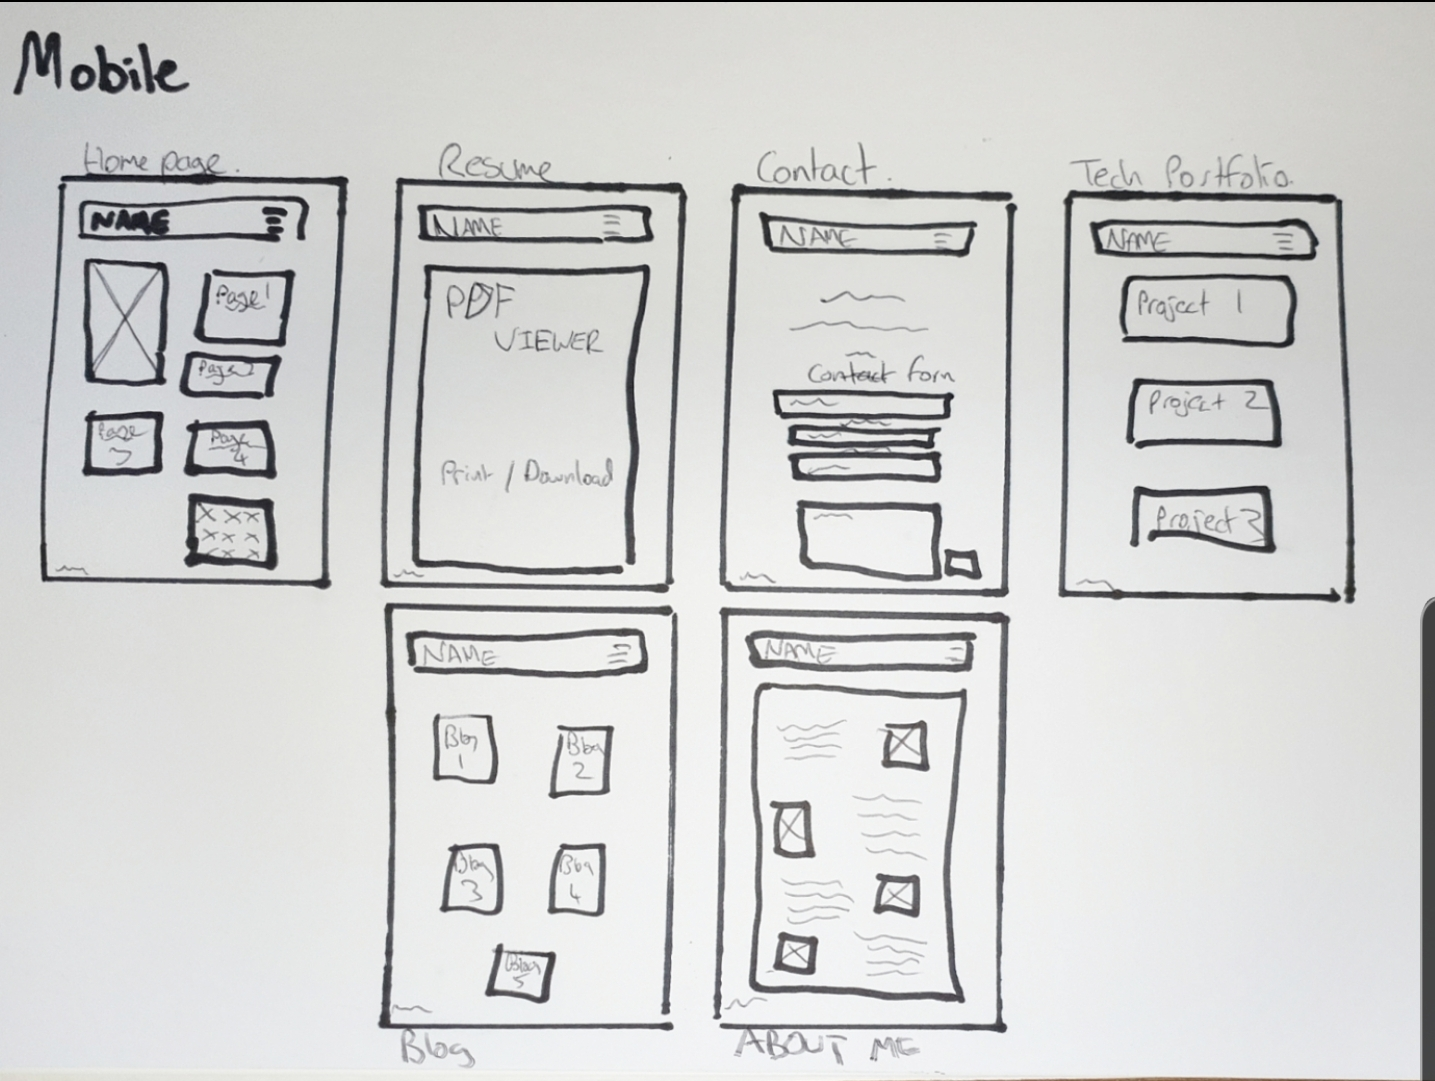 Mobile
Home page.
NAME
Page 1
Page 2
Page
3
Page
4
Resume
NAME
PDF
VIEWER
Print / Download
Contact.
NAME
Contact form
Tech Portfolio.
NAME
Project 1
Project 2
Project 3
NAME
Blog
1
Blog
2
Blog
3
Blog
4
Blog
5
Blog
NAME
ABOUT ME